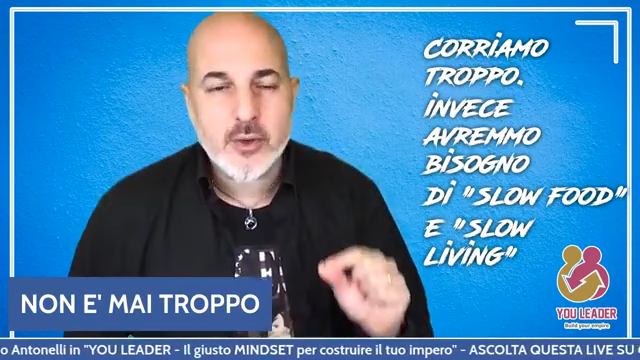 CORRIAMO
TROPPO.
INVECE
AVREMMO
BISOGNO
DI "SLOW FOOD"
E "SLOW
LIVING"
YOU LEADER
Build your empire
NON E' MAI TROPPO
o Antonelli in "YOU LEADER - Il giusto MINDSET per costruire il tuo impero" - ASCOLTA QUESTA LIVE SU